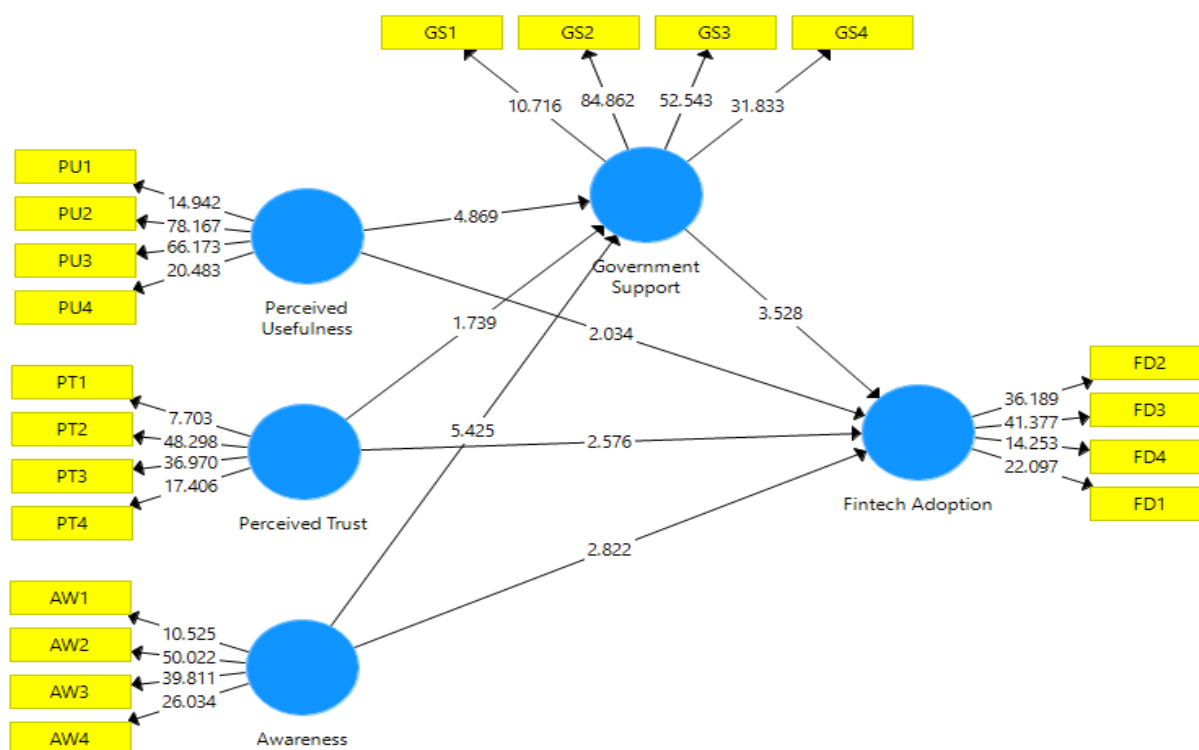 GS1
GS2
GS3
GS4
10.716
84.862
52.543
31.833
PU1
PU2
PU3
PU4
14.942
78.167
66.173
20.483
Perceived
Usefulness
4.869
Government
Support
1.739
2.034
3.528
PT1
PT2
PT3
PT4
7.703
48.298
36.970
17.406
Perceived Trust
5.425
2.576
FD2
FD3
FD4
FD1
36.189
41.377
14.253
22.097
Fintech Adoption
2.822
AW1
AW2
AW3
AW4
10.525
50.022
39.811
26.034
Awareness